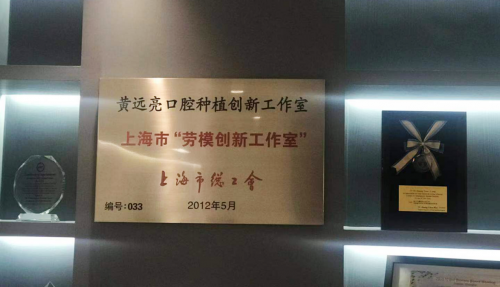 黄远亮口腔种植创新工作室
上海市“劳模创新工作室”
上海市总工会
编号:033
2012年5月